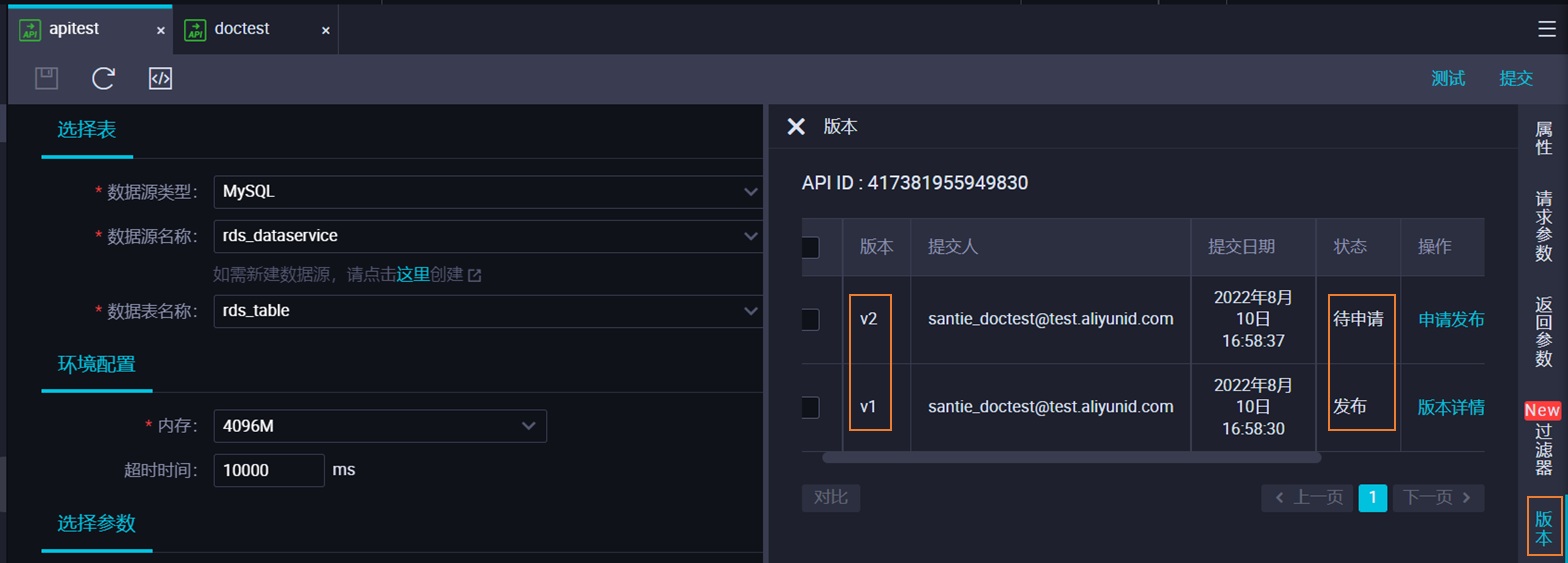 apitest ×
doctest ×
测试
提交
选择表
* 数据源类型： MySQL
* 数据源名称： rds_dataservice
如需新建数据源，请点击这里创建
* 数据表名称： rds_table
环境配置
* 内存： 4096M
超时时间： 10000 ms
选择参数
版本
API ID : 417381955949830
版本 提交人 提交日期 状态 操作
v2 santie_doctest@test.aliyunid.com 2022年8月10日 16:58:37 待申请 申请发布
v1 santie_doctest@test.aliyunid.com 2022年8月10日 16:58:30 发布 版本详情
对比
上一页 1 下一页
属性
请求参数
返回参数
New
过滤器
版本